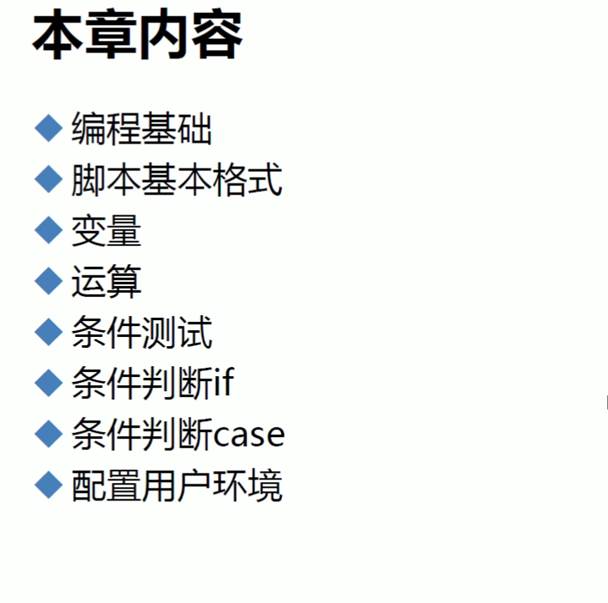 本章内容
编程基础
脚本基本格式
变量
运算
条件测试
条件判断if
条件判断case
配置用户环境